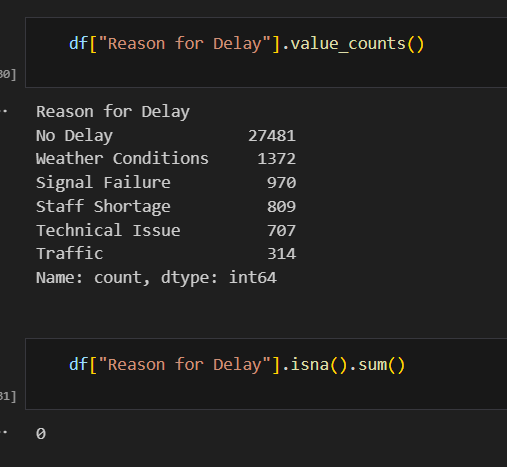 df["Reason for Delay"].value_counts()
30]
Reason for Delay
No Delay 27481
Weather Conditions 1372
Signal Failure 970
Staff Shortage 809
Technical Issue 707
Traffic 314
Name: count, dtype: int64
df["Reason for Delay"].isna().sum()
31]
0